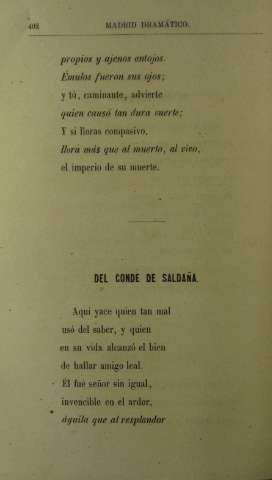 402 MADRID DRAMÁTICO.
propios y ajenos entojos.
Emulos fueron sus ojos;
y tú, caminante, advierte
quien causó tan dura suerte;
Y si lloras compasivo,
llora más que al muerto, al vivo,
el imperio de su muerte.
DEL CONDE DE SALDAÑA.
Aquí yace quien tan mal
usó del saber, y quien
en su vida alcanzó el bien
de hallar amigo leal.
El fué señor sin igual,
invencible en el ardor,
águila que al resplandor